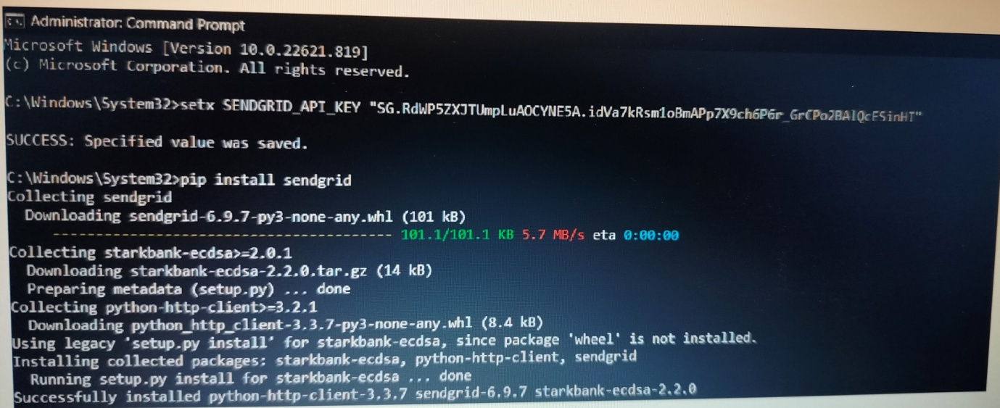 Administrator: Command Prompt
Microsoft Windows [Version 10.0.22621.819]
(c) Microsoft Corporation. All rights reserved.
C:\Windows\System32>setx SENDGRID_API_KEY
SUCCESS: Specified value was saved.
C:\Windows\System32>pip install sendgrid
Collecting sendgrid
Downloading sendgrid-6.9.7-py3-none-any.whl (101 kB)
---------------------------------------- 101.1/101.1 KB 5.7 MB/s eta 0:00:00
Collecting starkbank-ecdsa>=2.0.1
Downloading starkbank-ecdsa-2.2.0.tar.gz (14 kB)
Preparing metadata (setup.py) ... done
Collecting python-http-client>=3.2.1
Downloading python_http_client-3.3.7-py3-none-any.whl (8.4 kB)
Using legacy 'setup.py install' for starkbank-ecdsa, since package 'wheel' is not installed.
Installing collected packages: starkbank-ecdsa, python-http-client, sendgrid
Running setup.py install for starkbank-ecdsa ... done
Successfully installed python-http-client-3.3.7 sendgrid-6.9.7 starkbank-ecdsa-2.2.0